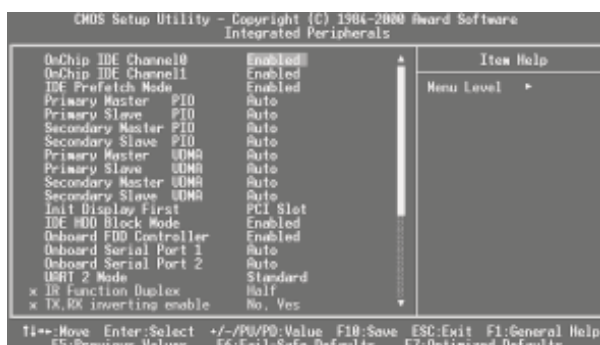 CMOS Setup Utility - Copyright (C) 1984-2000 Award Software
Integrated Peripherals
OnChip IDE Channel0 Enabled
OnChip IDE Channel1 Enabled
IDE Prefetch Mode Enabled
Primary Master PIO Auto
Primary Slave PIO Auto
Secondary Master PIO Auto
Secondary Slave PIO Auto
Primary Master UDMA Auto
Primary Slave UDMA Auto
Secondary Master UDMA Auto
Secondary Slave UDMA Auto
Init Display First PCI Slot
IDE HDD Block Mode Enabled
Onboard FDD Controller Enabled
Onboard Serial Port 1 Auto
Onboard Serial Port 2 Auto
UART 2 Mode Standard
x IR Function Duplex Half
x TX,RX inverting enable No, Yes
Item Help
Menu Level ►
↑↓→←:Move Enter:Select +/-/PU/PD:Value F10:Save ESC:Exit F1:General Help
F5:Previous Values F6:Fail-Safe Defaults F7:Optimized Defaults